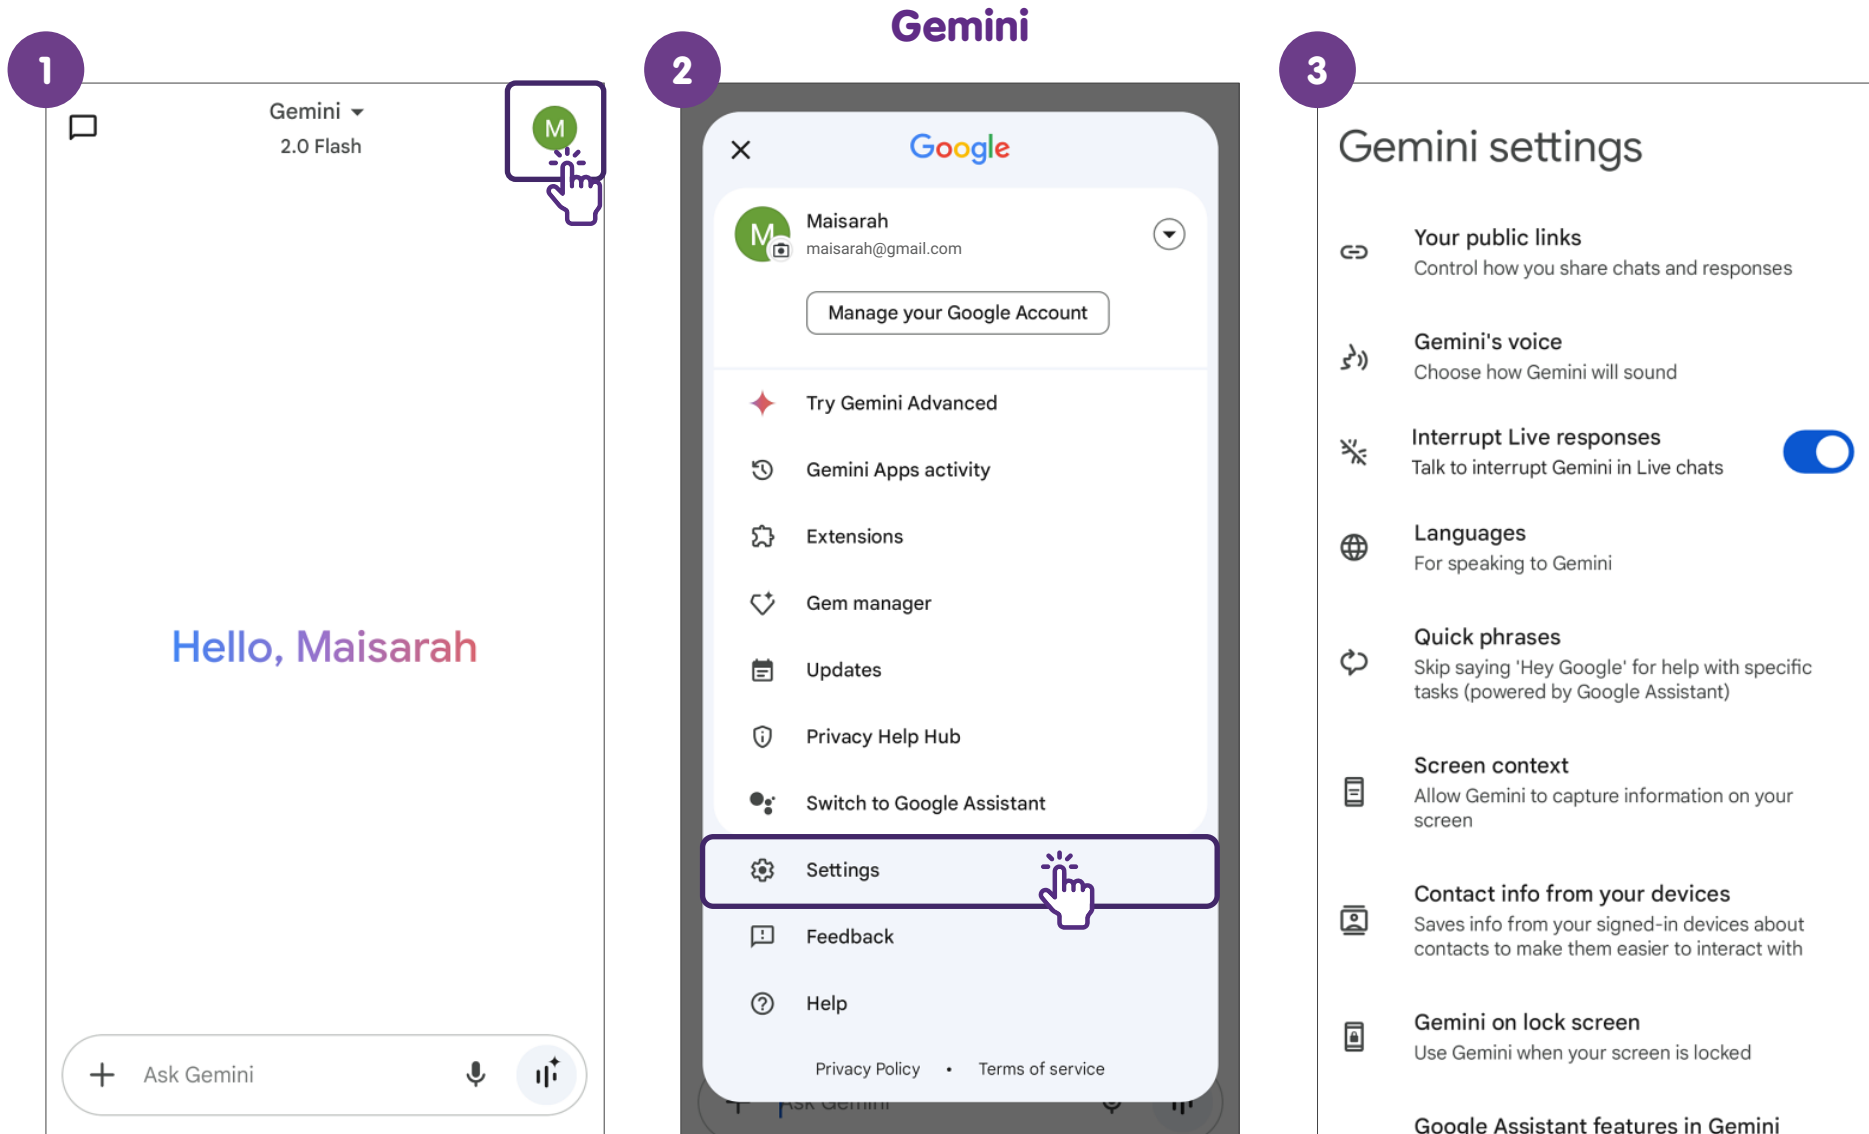 Gemini
1
Gemini
2.0 Flash
M
Hello, Maisarah
Ask Gemini
2
Google
M
Maisarah
maisarah@gmail.com
Manage your Google Account
Try Gemini Advanced
Gemini Apps activity
Extensions
Gem manager
Updates
Privacy Help Hub
Switch to Google Assistant
Settings
Feedback
Help
Privacy Policy • Terms of service
Ask Gemini
3
Gemini settings
Your public links
Control how you share chats and responses
Gemini's voice
Choose how Gemini will sound
Interrupt Live responses
Talk to interrupt Gemini in Live chats
Languages
For speaking to Gemini
Quick phrases
Skip saying 'Hey Google' for help with specific
tasks (powered by Google Assistant)
Screen context
Allow Gemini to capture information on your
screen
Contact info from your devices
Saves info from your signed-in devices about
contacts to make them easier to interact with
Gemini on lock screen
Use Gemini when your screen is locked
Google Assistant features in Gemini